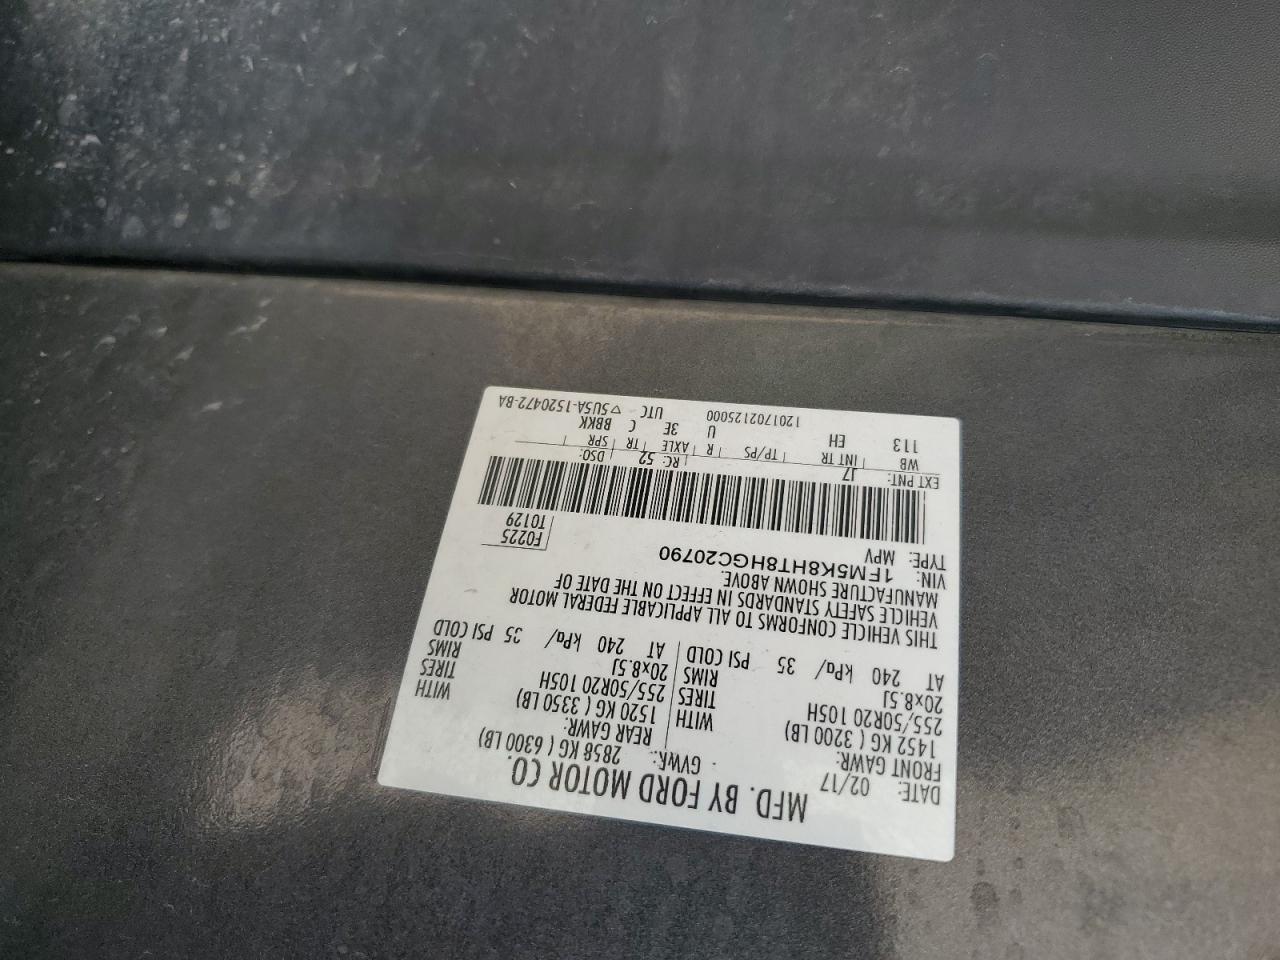 MFD. BY FORD MOTOR CO.
DATE: 02/17 GVWR: 2858 KG ( 6300 LB)
FRONT GAWR: REAR GAWR:
1452 KG ( 3200 LB) WITH 1520 KG ( 3350 LB) WITH
255/50R20 105H TIRES 255/50R20 105H TIRES
20x8.5J RIMS 20x8.5J RIMS
AT 240 kPa/ 35 PSI COLD AT 240 kPa/ 35 PSI COLD
THIS VEHICLE CONFORMS TO ALL APPLICABLE FEDERAL MOTOR
VEHICLE SAFETY STANDARDS IN EFFECT ON THE DATE OF
MANUFACTURE SHOWN ABOVE.
VIN: 1FM5K8HT8HGC20790
TYPE: MPV
F0225
T0129
EXT PNT: J7 RC: 52 DSO:
WB INT TR TP/PS R AXLE TR SPR
113 EH U 3E C BBKK
1201702125000 UTC ▽5U5A-1520472-BA